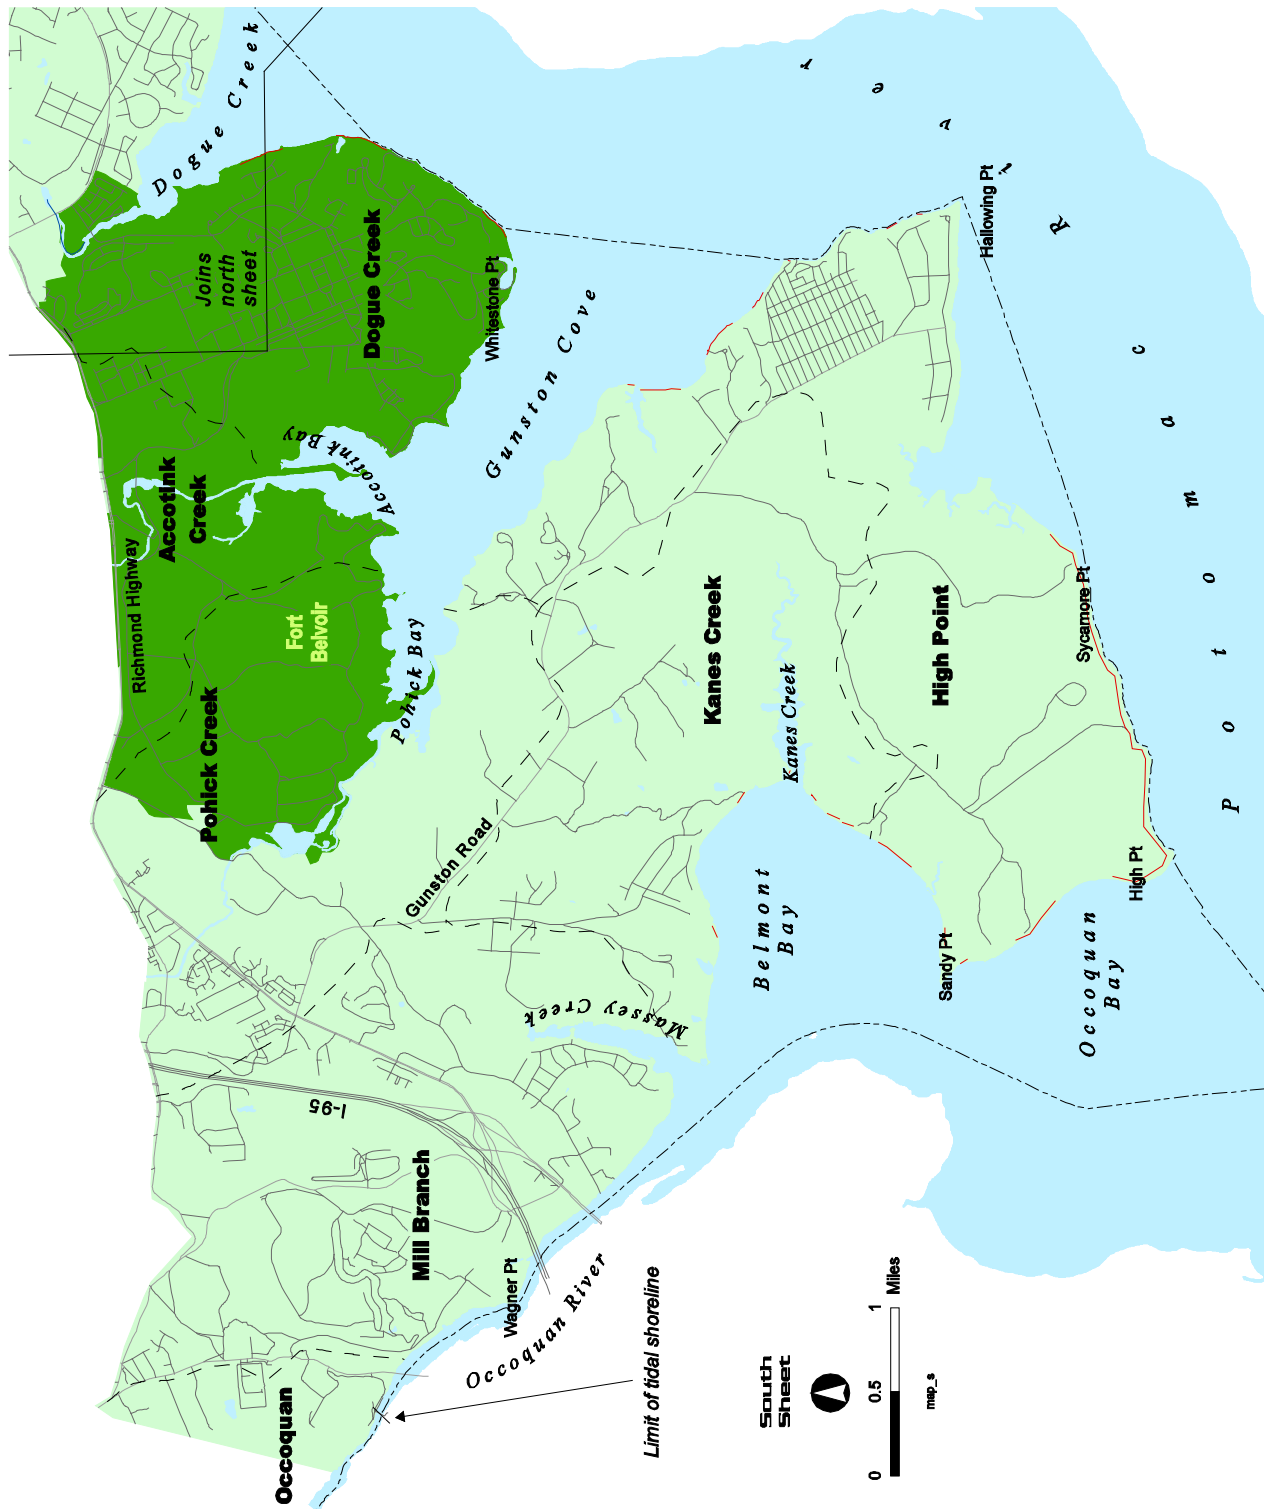 Dogue Creek
Joins
north
sheet
Dogue Creek
Whitestone Pt
Gunston Cove
Accotink Bay
Accotink
Creek
Richmond Highway
Fort
Belvoir
Pohick Bay
Pohick Creek
Gunston Road
Kanes Creek
Kanes Creek
High Point
Hallowing Pt
Sycamore Pt
Potomac River
High Pt
Sandy Pt
Belmont
Bay
Occoquan
Bay
Massey Creek
I-95
Mill Branch
Wagner Pt
Occoquan River
Occoquan
Limit of tidal shoreline
South
Sheet
0 0.5 1 Miles
map_s